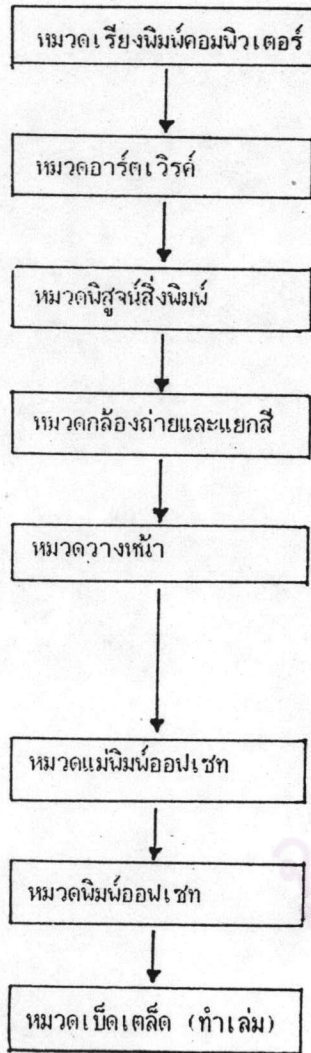 หมวดเรียงพิมพ์คอมพิวเตอร์
หมวดอาร์ตเวิรค์
หมวดพิสูจน์สิ่งพิมพ์
หมวดกล้องถ่ายและแยกสี
หมวดวางหน้า
หมวดแม่พิมพ์ออฟเซท
หมวดพิมพ์ออฟเซท
หมวดเบ็ดเตล็ด (ทำเล่ม)